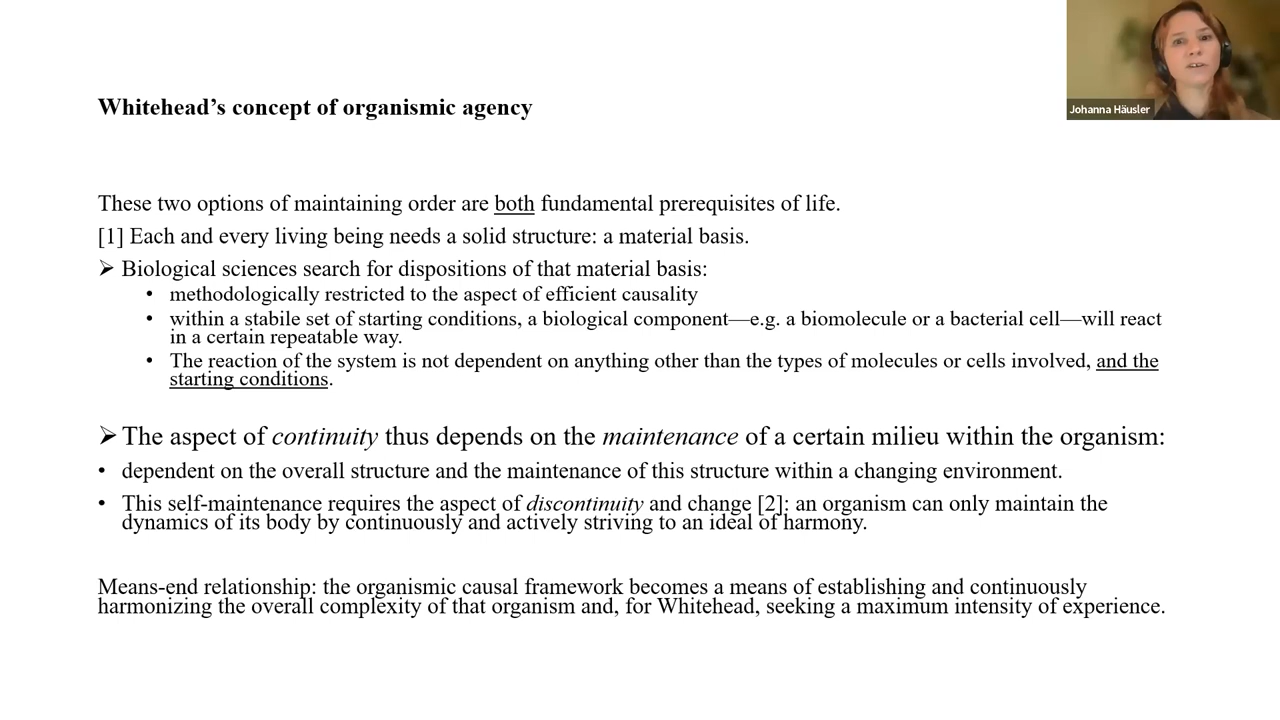 Johanna Häusler
Whitehead’s concept of organismic agency
These two options of maintaining order are both fundamental prerequisites of life.
[1] Each and every living being needs a solid structure: a material basis.
➢ Biological sciences search for dispositions of that material basis:
• methodologically restricted to the aspect of efficient causality
• within a stabile set of starting conditions, a biological component—e.g. a biomolecule or a bacterial cell—will react
in a certain repeatable way.
• The reaction of the system is not dependent on anything other than the types of molecules or cells involved, and the
starting conditions.
➢ The aspect of continuity thus depends on the maintenance of a certain milieu within the organism:
• dependent on the overall structure and the maintenance of this structure within a changing environment.
• This self-maintenance requires the aspect of discontinuity and change [2]: an organism can only maintain the
dynamics of its body by continuously and actively striving to an ideal of harmony.
Means-end relationship: the organismic causal framework becomes a means of establishing and continuously
harmonizing the overall complexity of that organism and, for Whitehead, seeking a maximum intensity of experience.